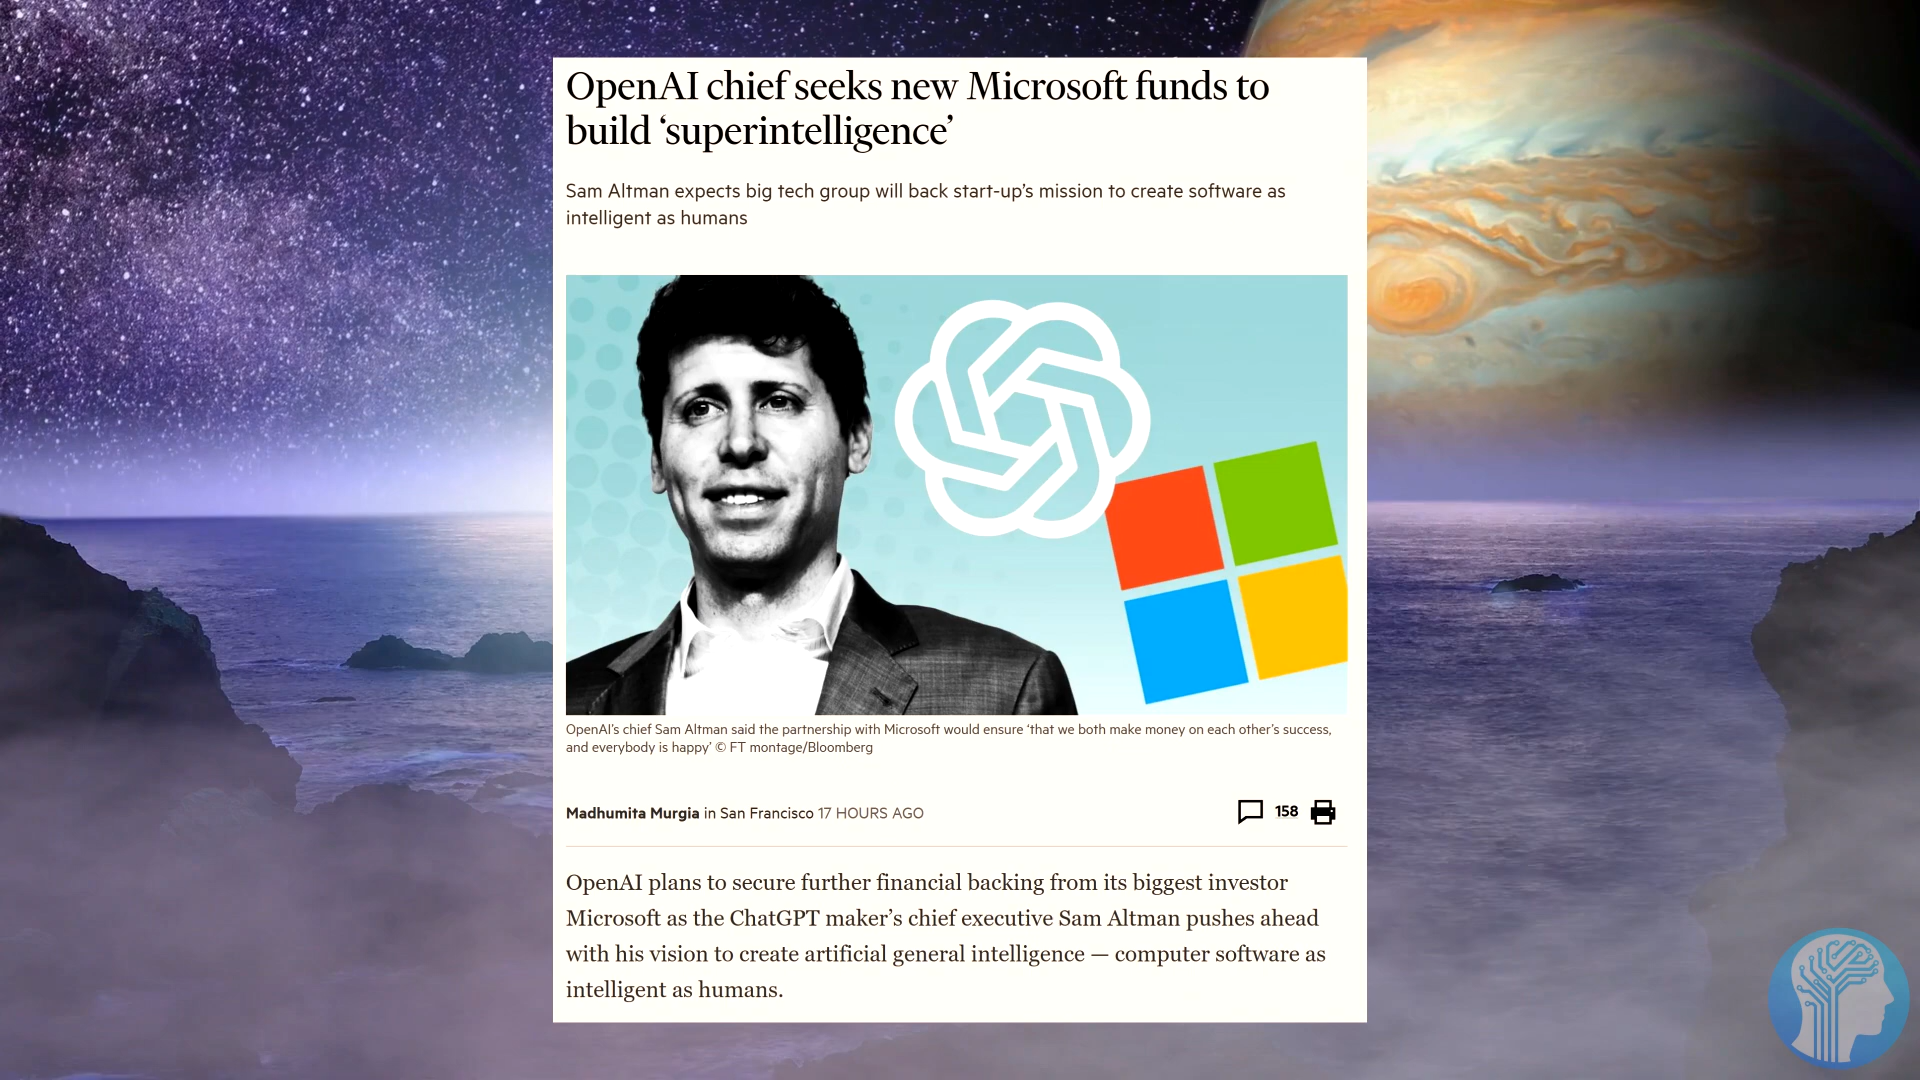 OpenAI chief seeks new Microsoft funds to
build ‘superintelligence’
Sam Altman expects big tech group will back start-up’s mission to create software as
intelligent as humans
OpenAI’s chief Sam Altman said the partnership with Microsoft would ensure ‘that we both make money on each other’s success,
and everybody is happy’ © FT montage/Bloomberg
Madhumita Murgia in San Francisco 17 HOURS AGO
158
OpenAI plans to secure further financial backing from its biggest investor
Microsoft as the ChatGPT maker’s chief executive Sam Altman pushes ahead
with his vision to create artificial general intelligence — computer software as
intelligent as humans.